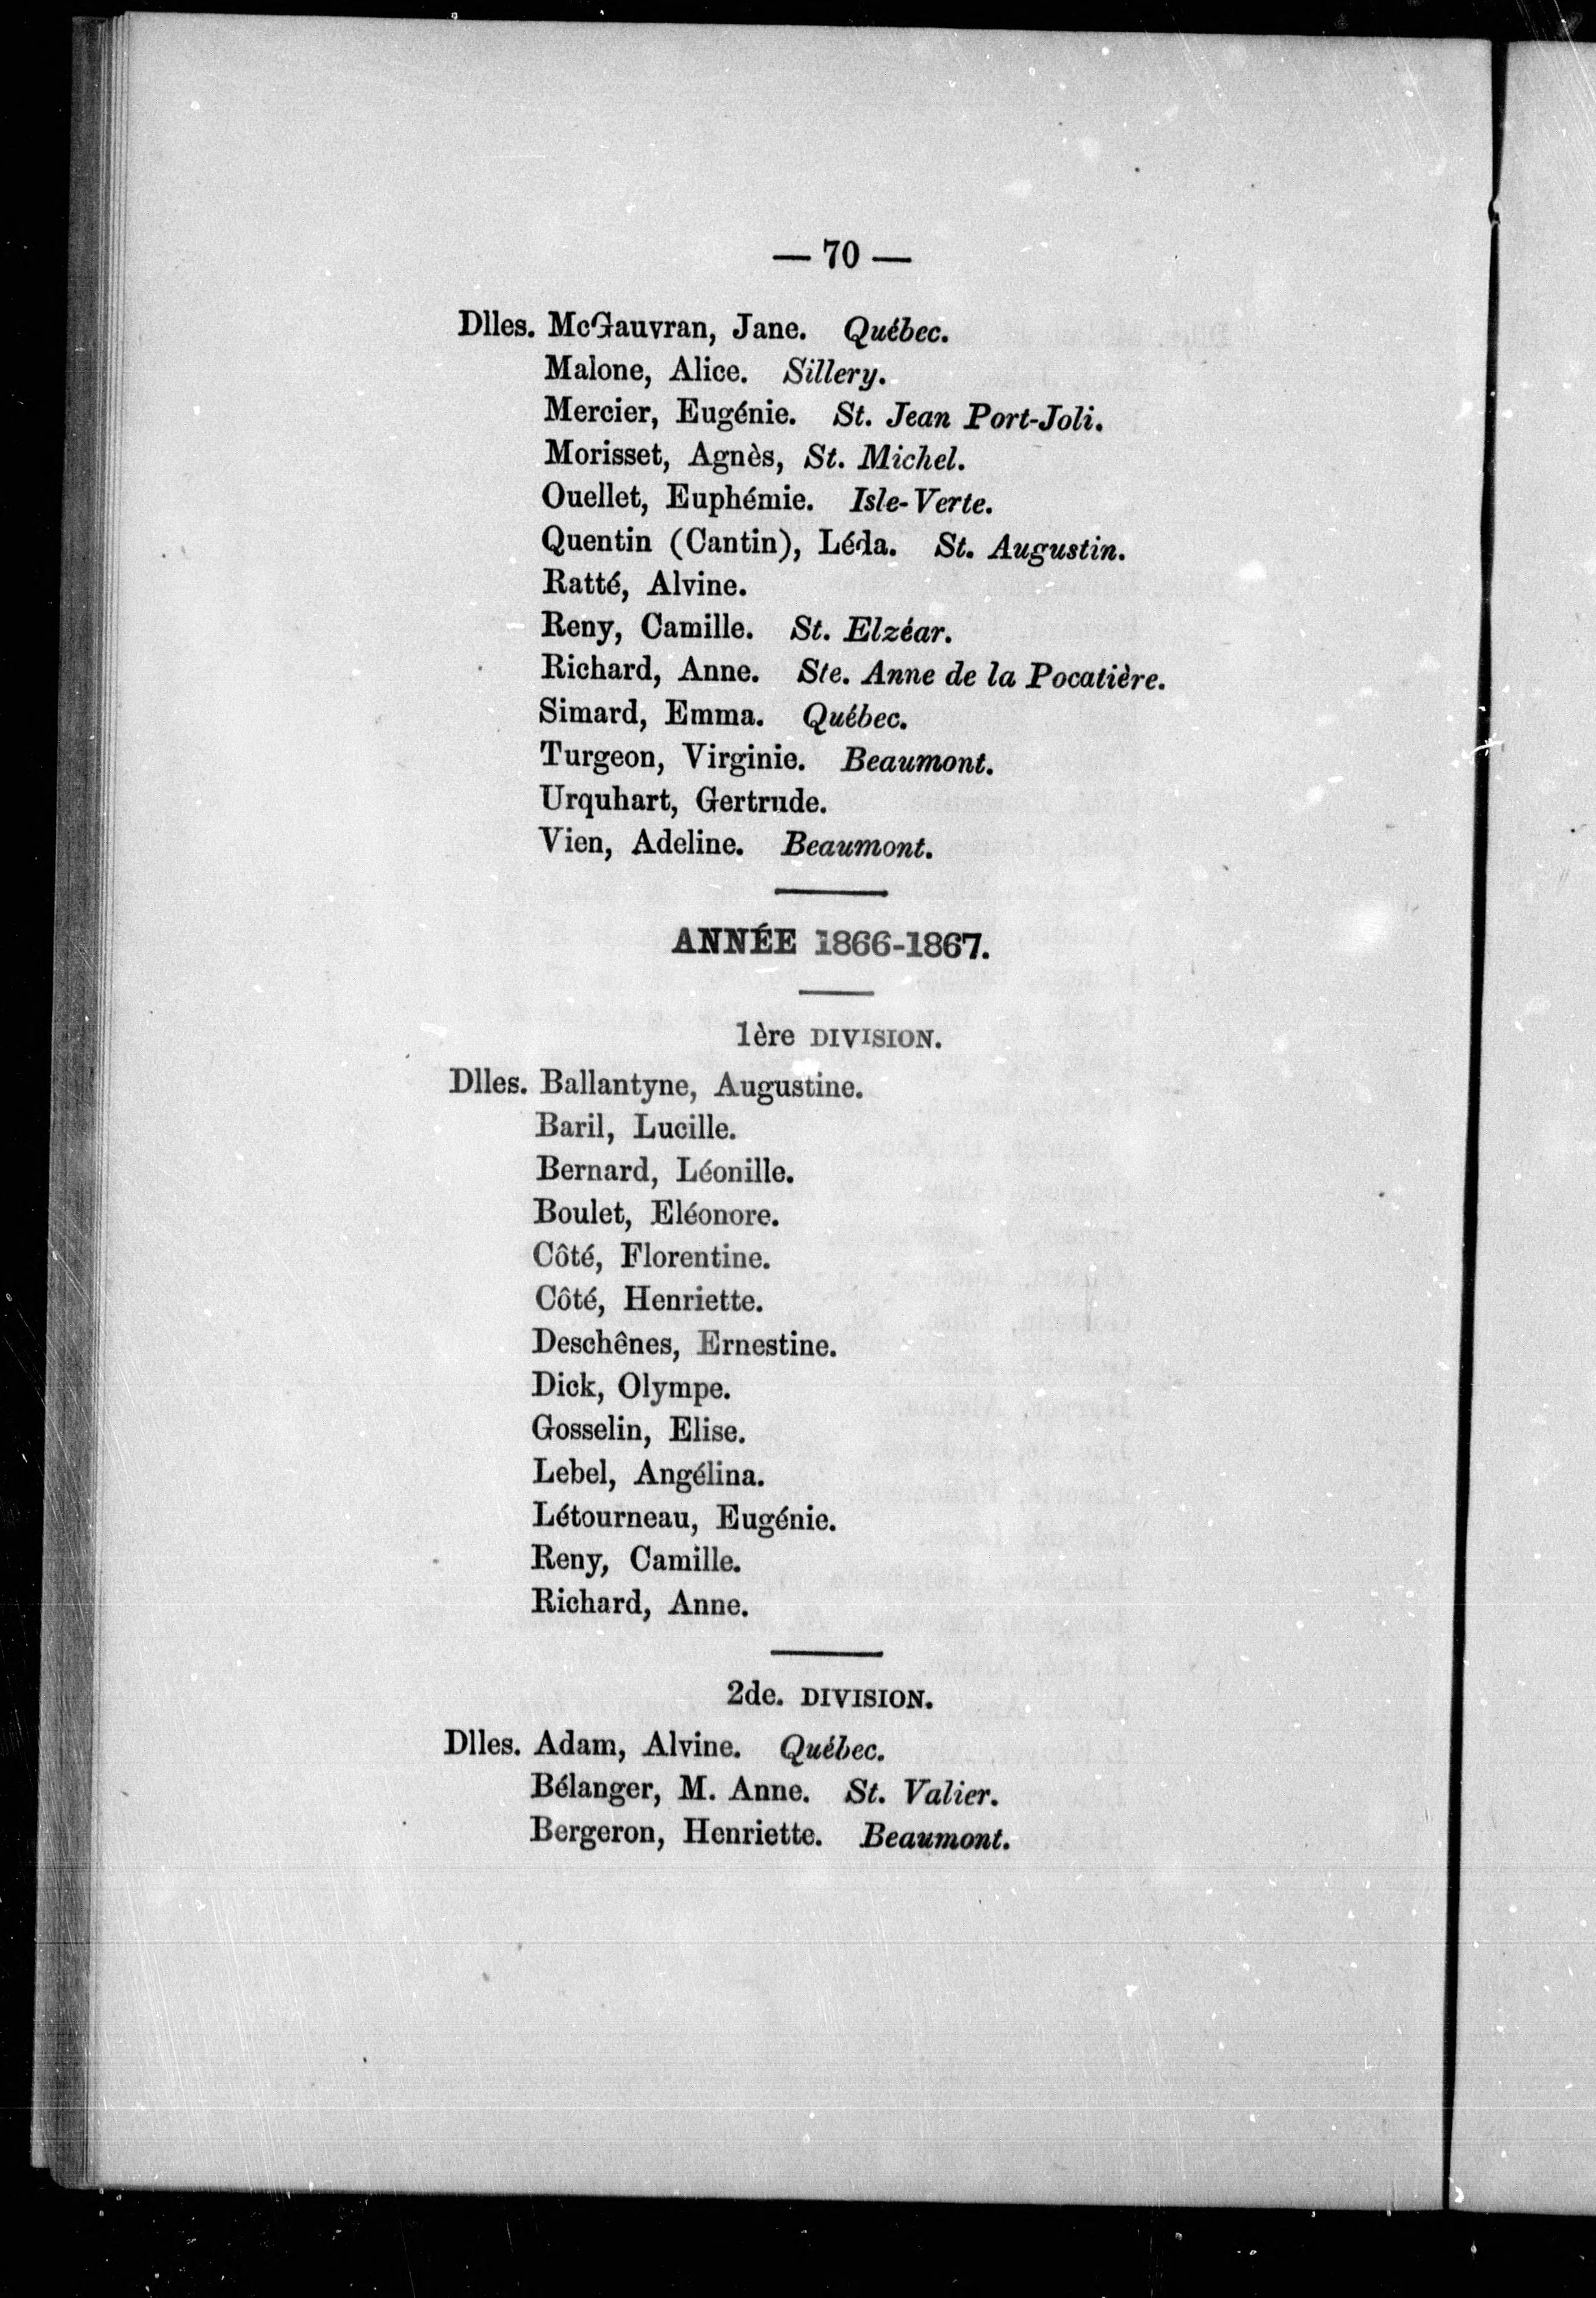 — 70 —
Dlles. McGauvran, Jane. Québec.
Malone, Alice. Sillery.
Mercier, Eugénie. St. Jean Port-Joli.
Morisset, Agnès, St. Michel.
Ouellet, Euphémie. Isle-Verte.
Quentin (Cantin), Léda. St. Augustin.
Ratté, Alvine.
Reny, Camille. St. Elzéar.
Richard, Anne. Ste. Anne de la Pocatière.
Simard, Emma. Québec.
Turgeon, Virginie. Beaumont.
Urquhart, Gertrude.
Vien, Adeline. Beaumont.
ANNÉE 1866-1867.
1ère DIVISION.
Dlles. Ballantyne, Augustine.
Baril, Lucille.
Bernard, Léonille.
Boulet, Eléonore.
Côté, Florentine.
Côté, Henriette.
Deschênes, Ernestine.
Dick, Olympe.
Gosselin, Elise.
Lebel, Angélina.
Létourneau, Eugénie.
Reny, Camille.
Richard, Anne.
2de. DIVISION.
Dlles. Adam, Alvine. Québec.
Bélanger, M. Anne. St. Valier.
Bergeron, Henriette. Beaumont.